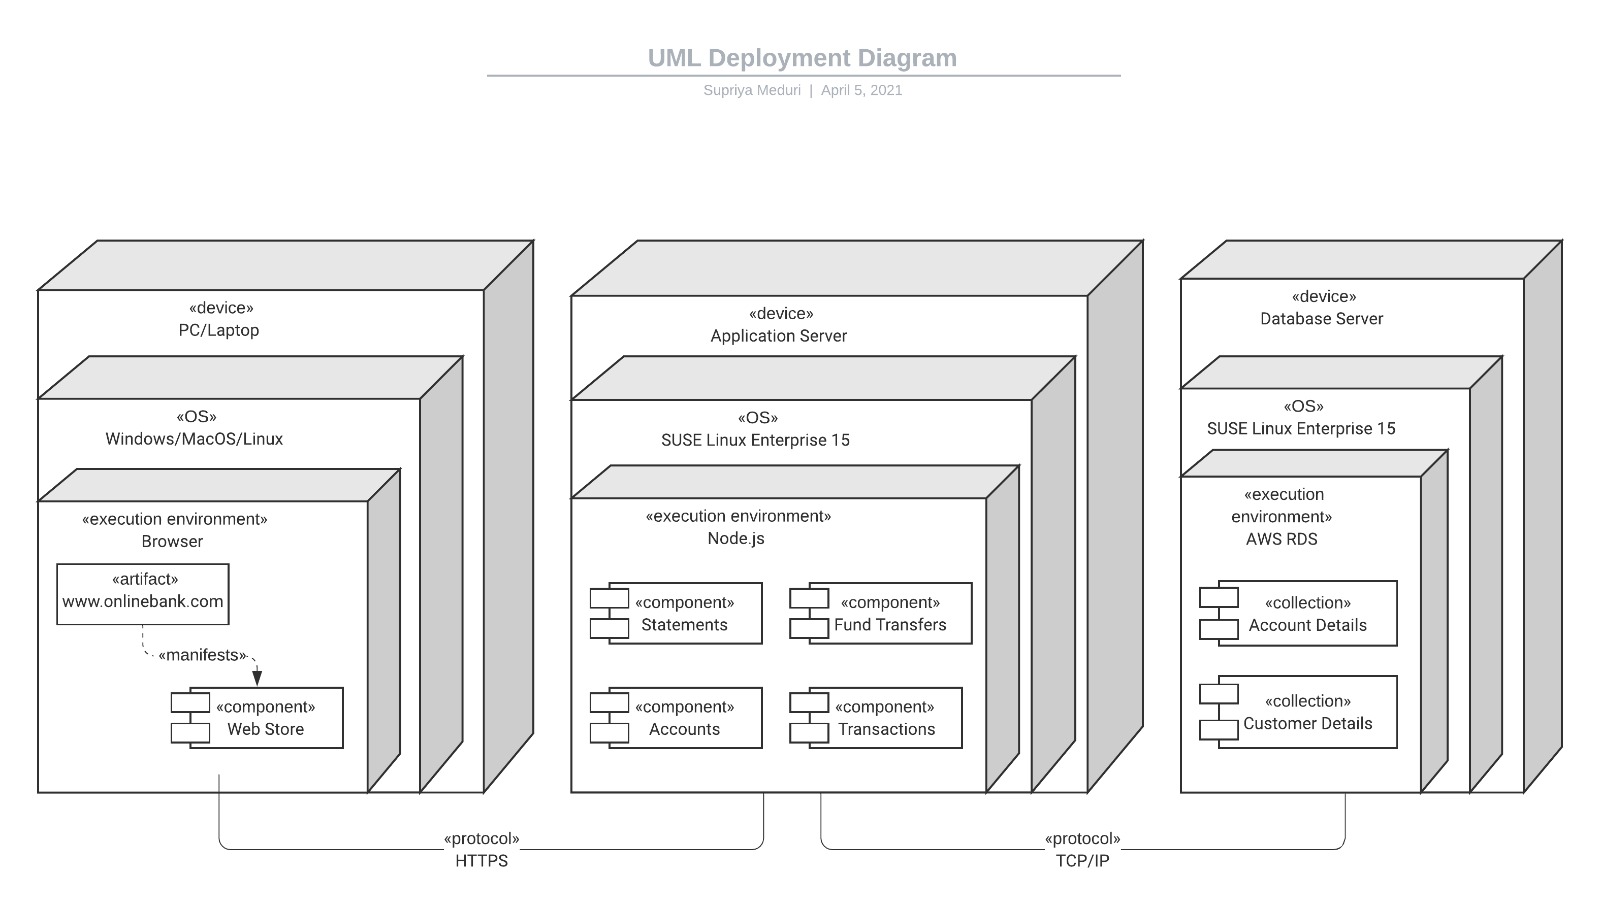 UML Deployment Diagram
Supriya Meduri | April 5, 2021
«device»
PC/Laptop
«OS»
Windows/MacOS/Linux
«execution environment»
Browser
«artifact»
www.onlinebank.com
«manifests»
«component»
Web Store
«device»
Application Server
«OS»
SUSE Linux Enterprise 15
«execution environment»
Node.js
«component»
Statements
«component»
Fund Transfers
«component»
Accounts
«component»
Transactions
«device»
Database Server
«OS»
SUSE Linux Enterprise 15
«execution
environment»
AWS RDS
«collection»
Account Details
«collection»
Customer Details
«protocol»
HTTPS
«protocol»
TCP/IP